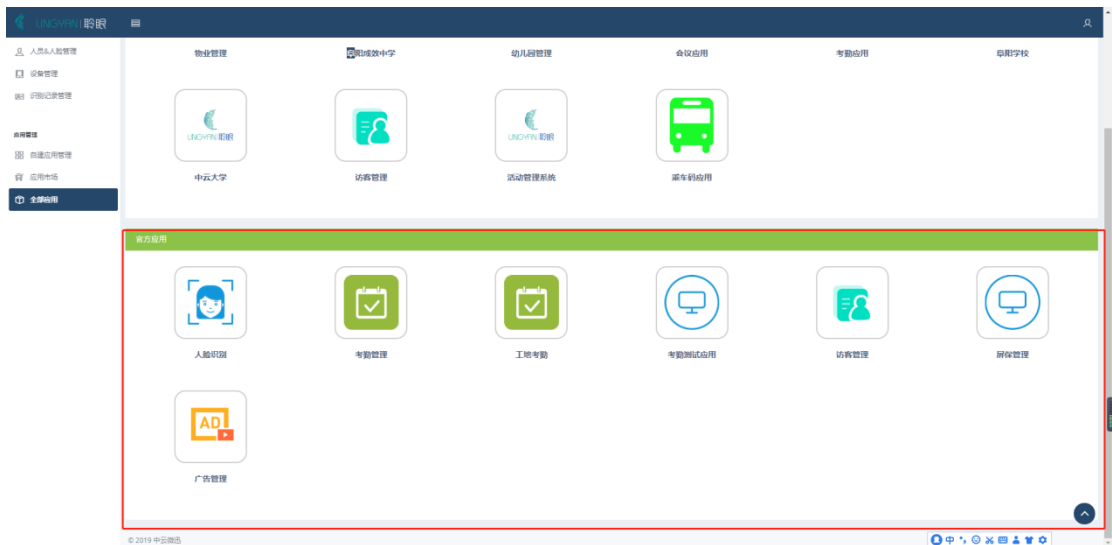 LINGYAN 聆眼
人员&人脸管理
设备管理
识别记录管理
应用管理
自建应用管理
应用市场
全部应用
物业管理
阳成效中学
幼儿园管理
会议应用
考勤应用
阜阳学校
LINGYAN 聆眼
LINGYAN 聆眼
中云大学
访客管理
活动管理系统
乘车码应用
官方应用
人脸识别
考勤管理
工地考勤
考勤测试应用
访客管理
屏保管理
AD
广告管理
© 2019 中云微迅
中